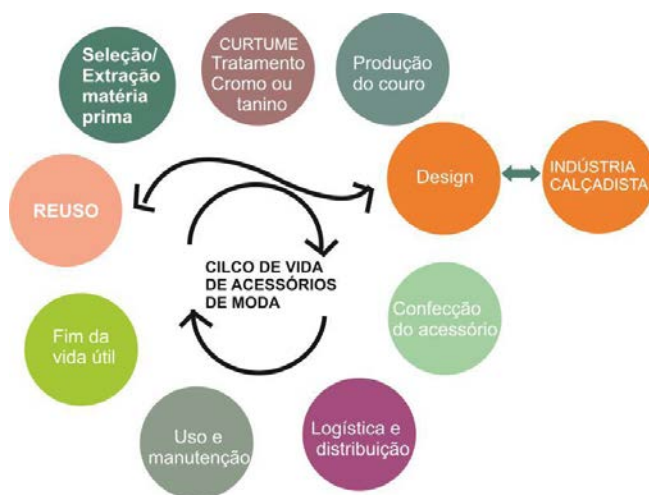 Seleção/
Extração
matéria
prima
CURTUME
Tratamento
Cromo ou
tanino
Produção
do couro
Design
INDÚSTRIA
CALÇADISTA
REUSO
CILCO DE VIDA
DE ACESSÓRIOS
DE MODA
Confecção
do acessório
Fim da
vida útil
Uso e
manutenção
Logística e
distribuição